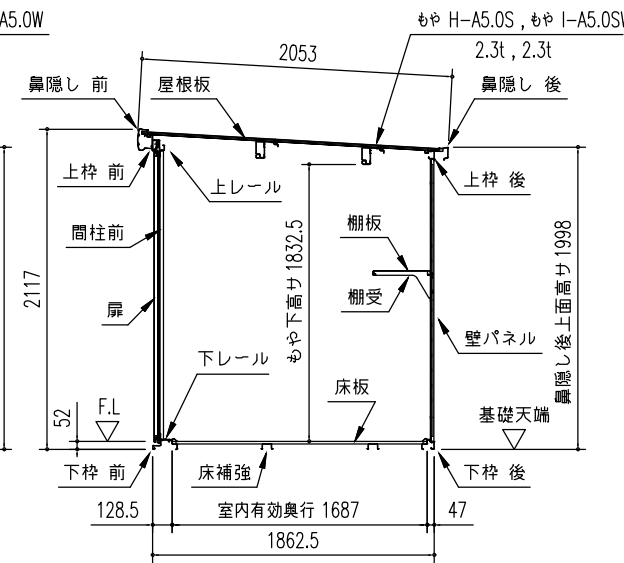 A5.0W
もや H-A5.0S , もや I-A5.0S
2.3t , 2.3t
2053
鼻隠し 前
屋根板
鼻隠し 後
上枠 前
上レール
上枠 後
間柱前
棚板
もや下高サ1832.5
棚受
2117
扉
壁パネル
鼻隠し後上面高サ1998
下レール
床板
52
F.L
基礎天端
下枠 前
床補強
下枠 後
128.5
室内有効奥行 1687
47
1862.5